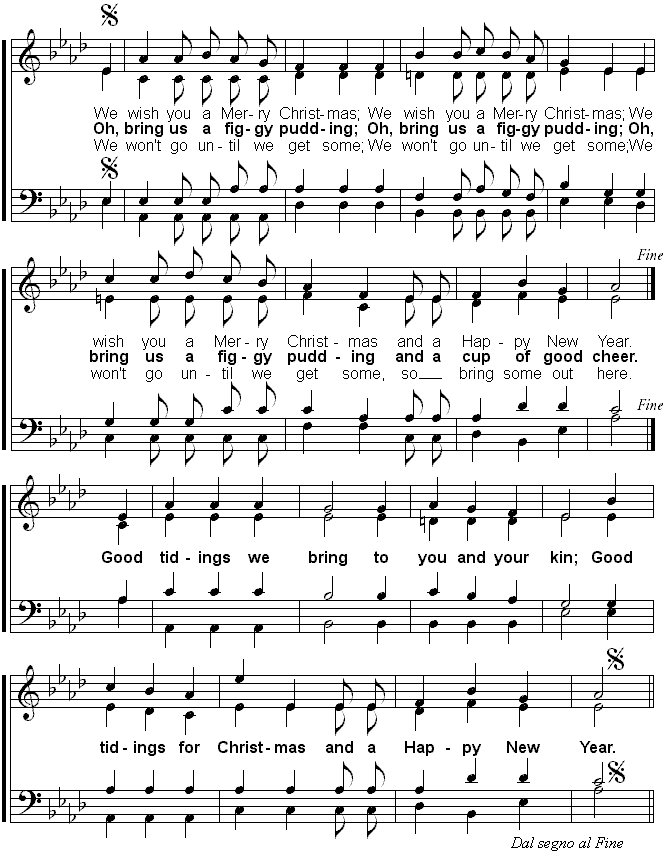 We wish you a Mer- ry Christ- mas; We wish you a Mer- ry Christ- mas; We
Oh, bring us a fig- gy pud- ding; Oh, bring us a fig- gy pud- ding; Oh,
We won't go un- til we get some; We won't go un- til we get some; We
Fine
wish you a Mer- ry Christ - mas and a Hap - py New Year.
bring us a fig - gy pudd - ing and a cup of good cheer.
won't go un - til we get some, so___ bring some out here.
Fine
Good tid - ings we bring to you and your kin; Good
tid - ings for Christ - mas and a Hap - py New Year.
Dal segno al Fine